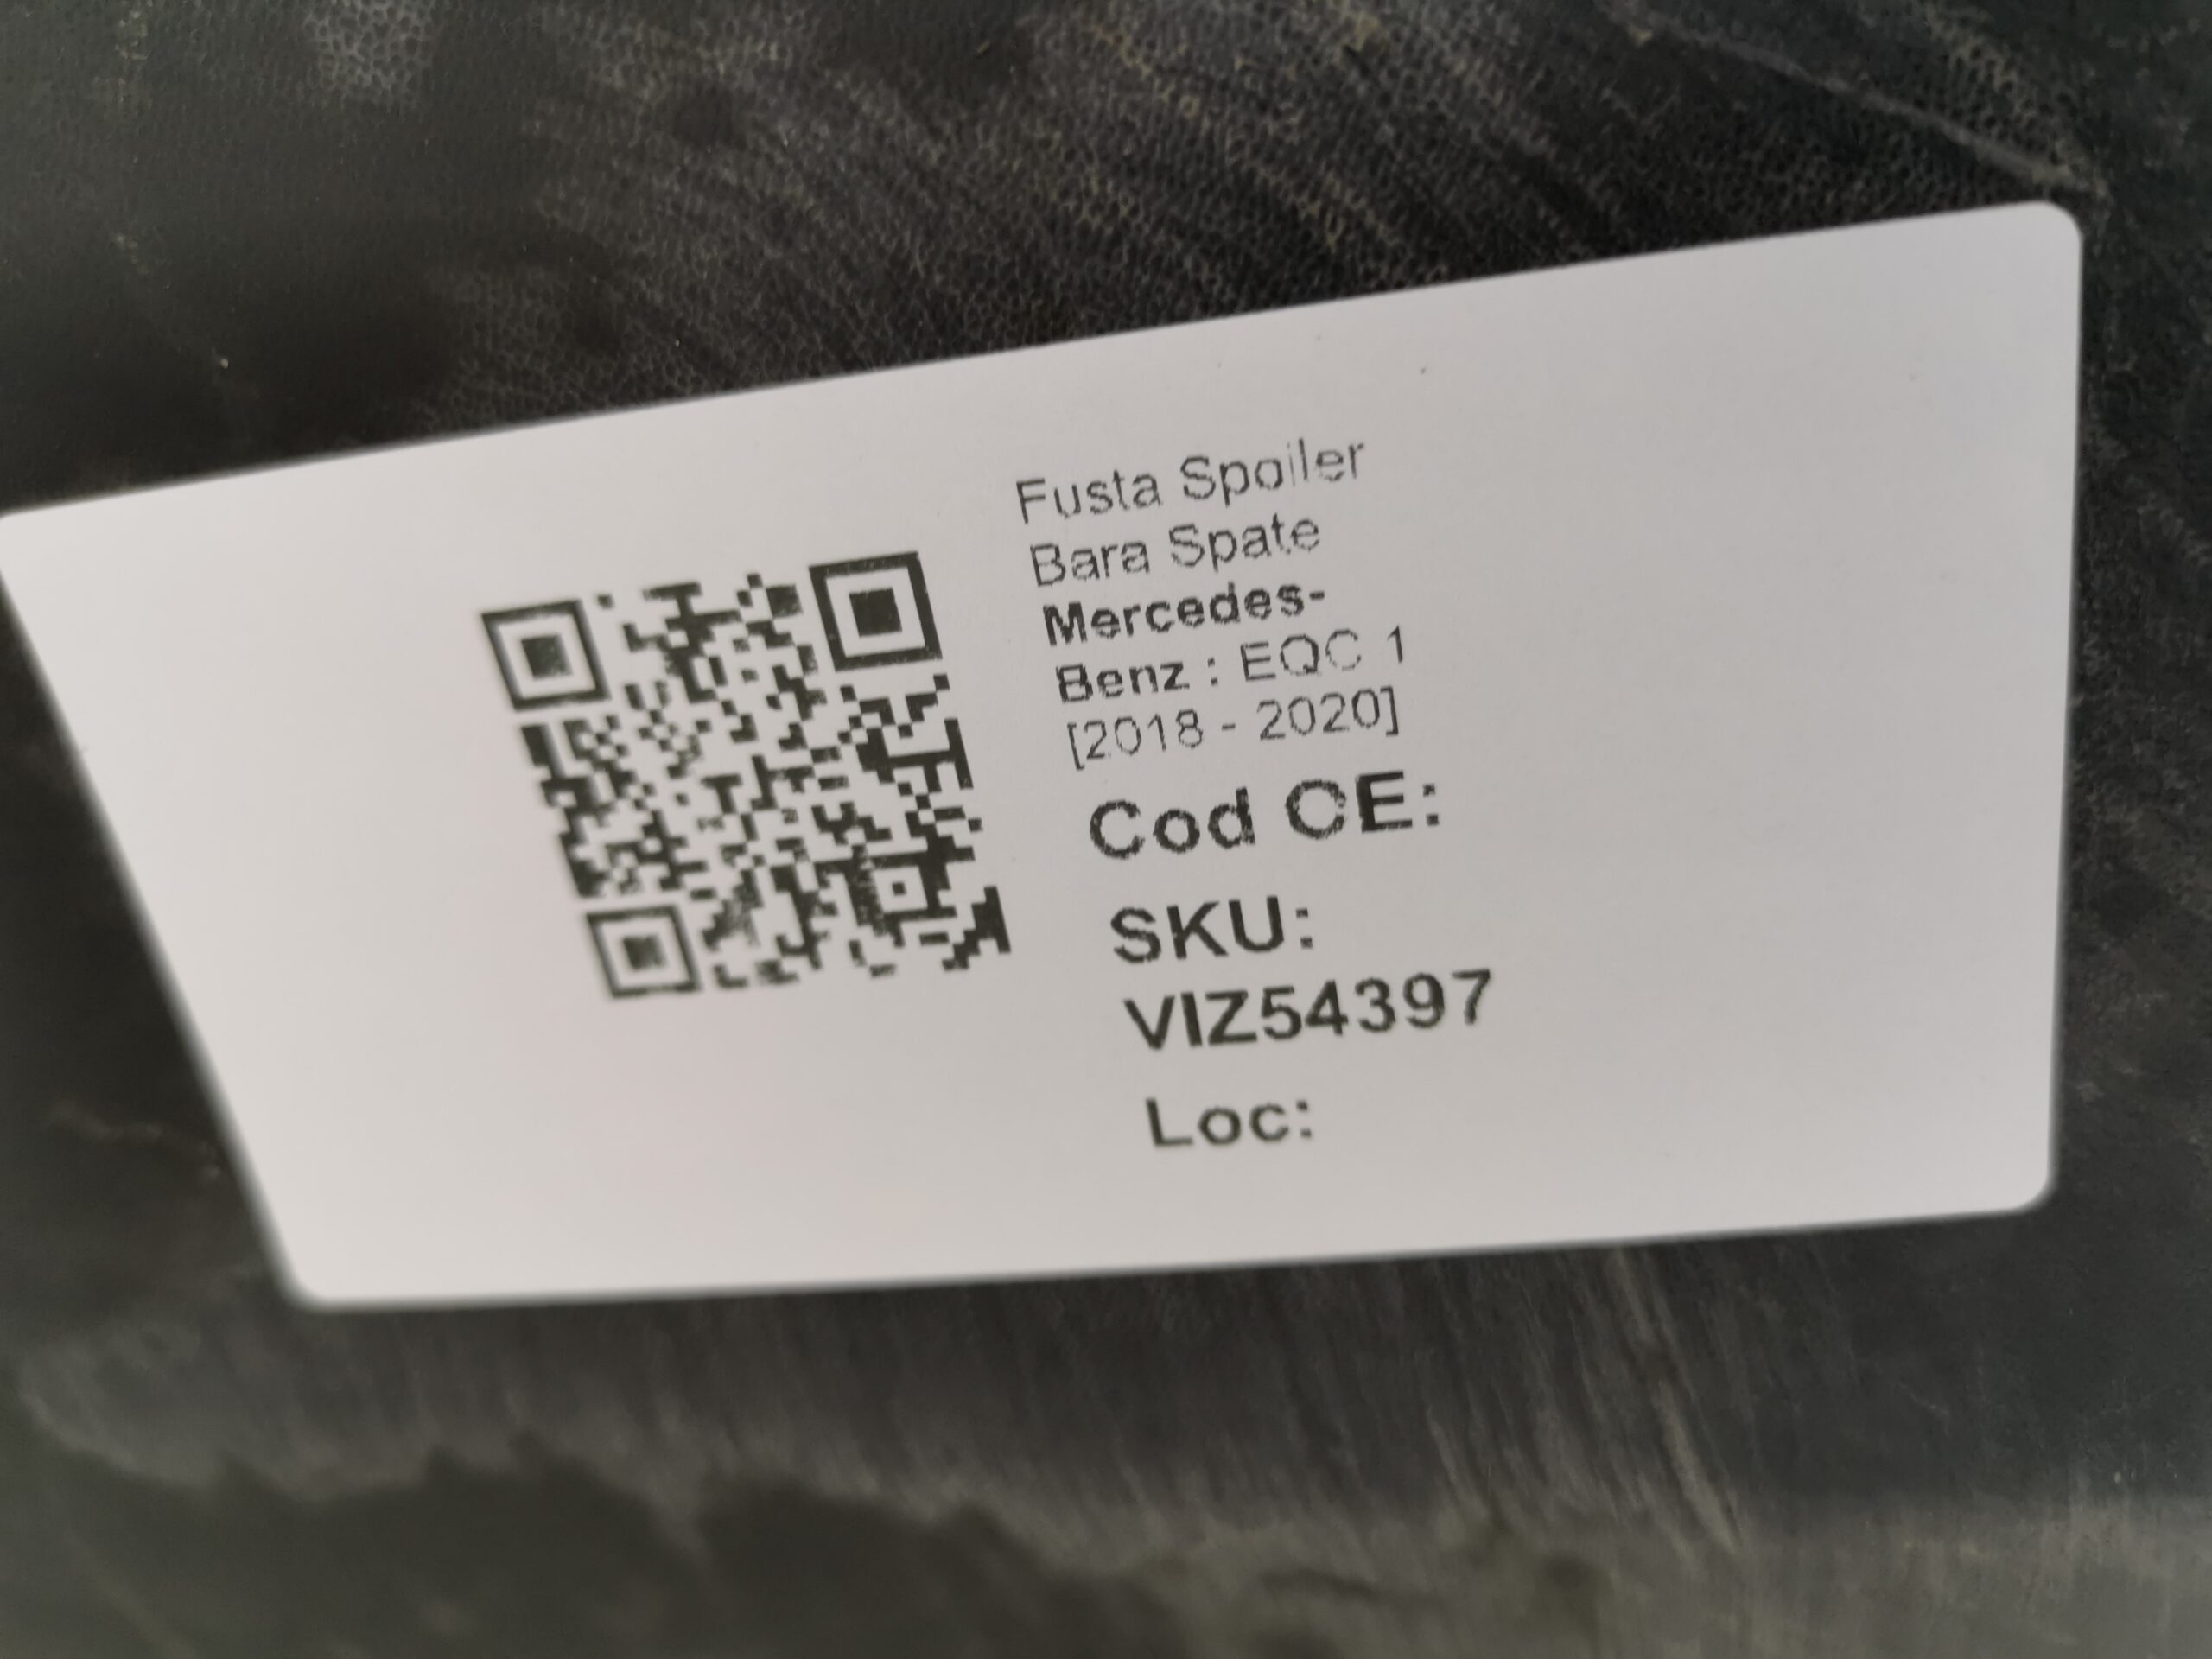 Fusta Spoiler
Bara Spate
Mercedes-
Benz : EQC 1
[2018 - 2020]
Cod CE:
SKU:
VIZ54397
Loc: